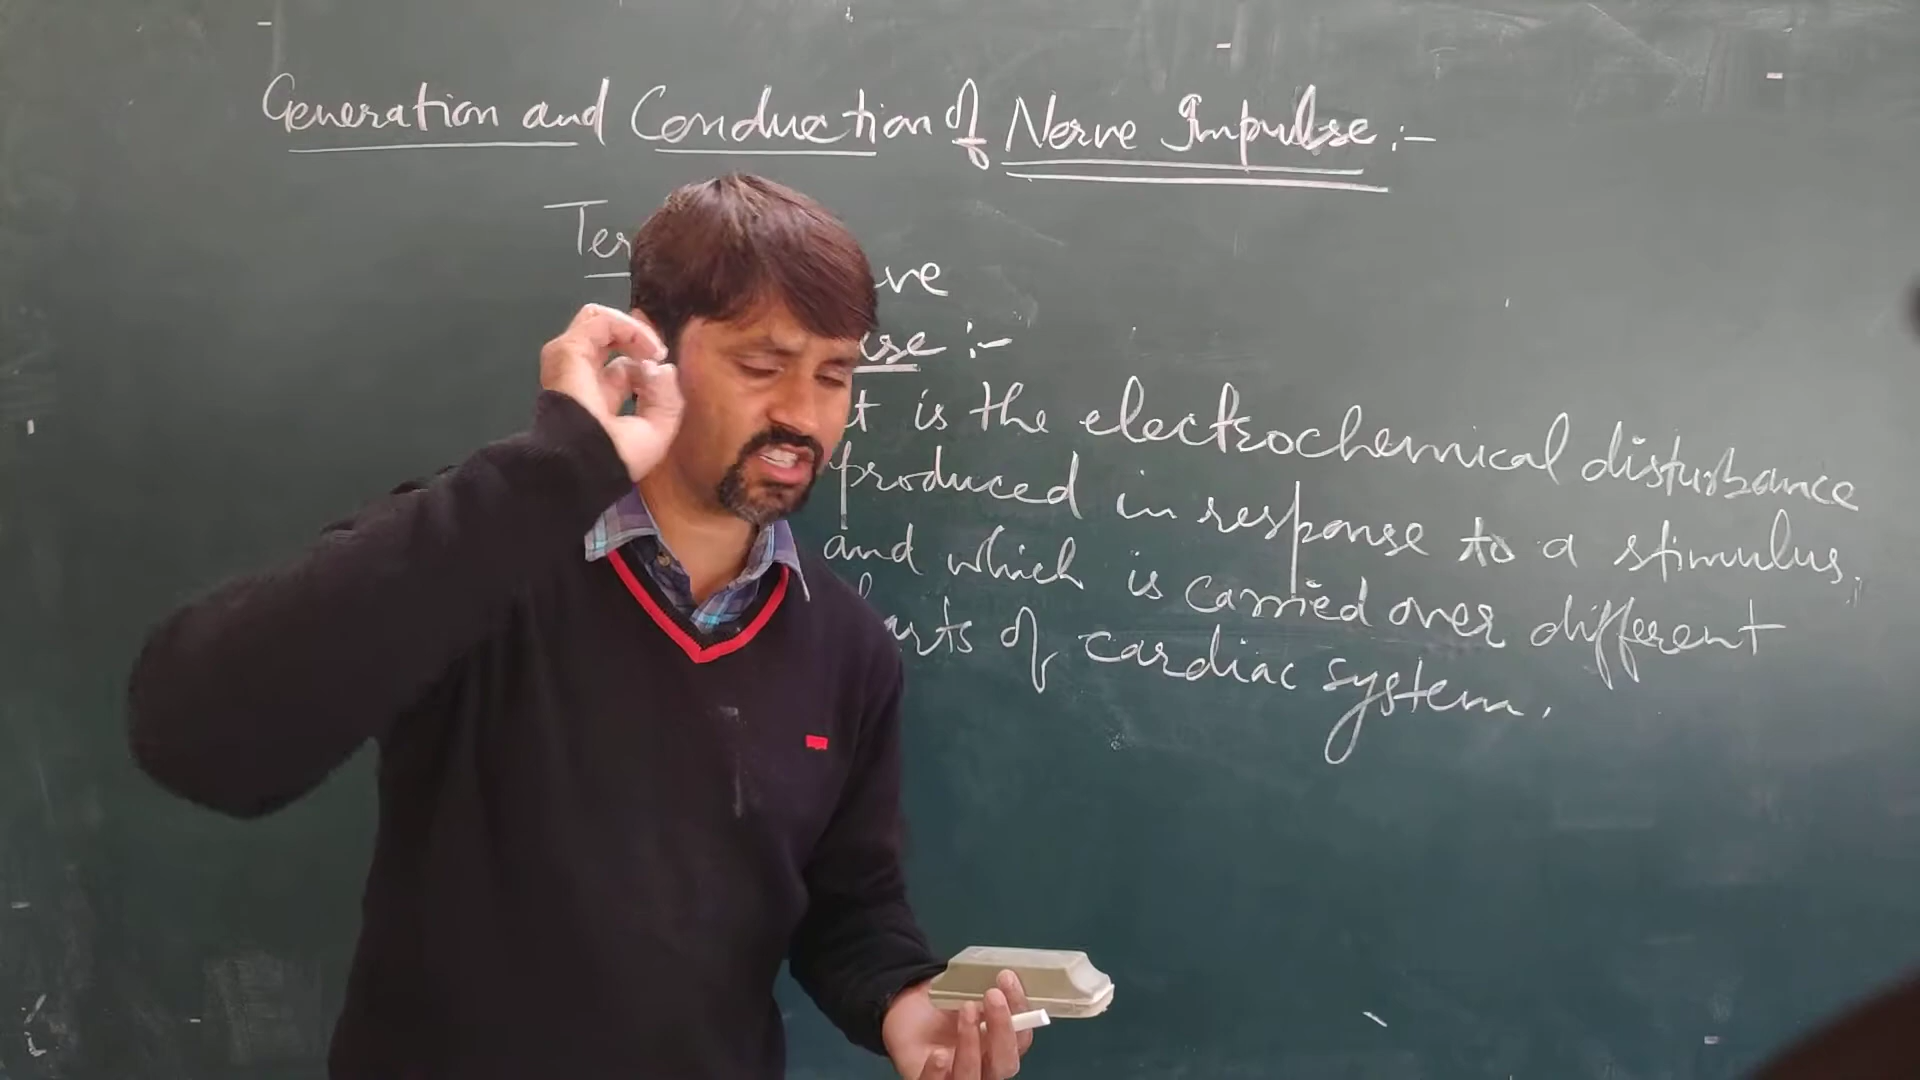 Generation and Conduction of Nerve Impulse :-
Ter
ve
se :-
t is the electrochemical disturbance
produced in response to a stimulus,
and which is carried over different
arts of cardiac system.